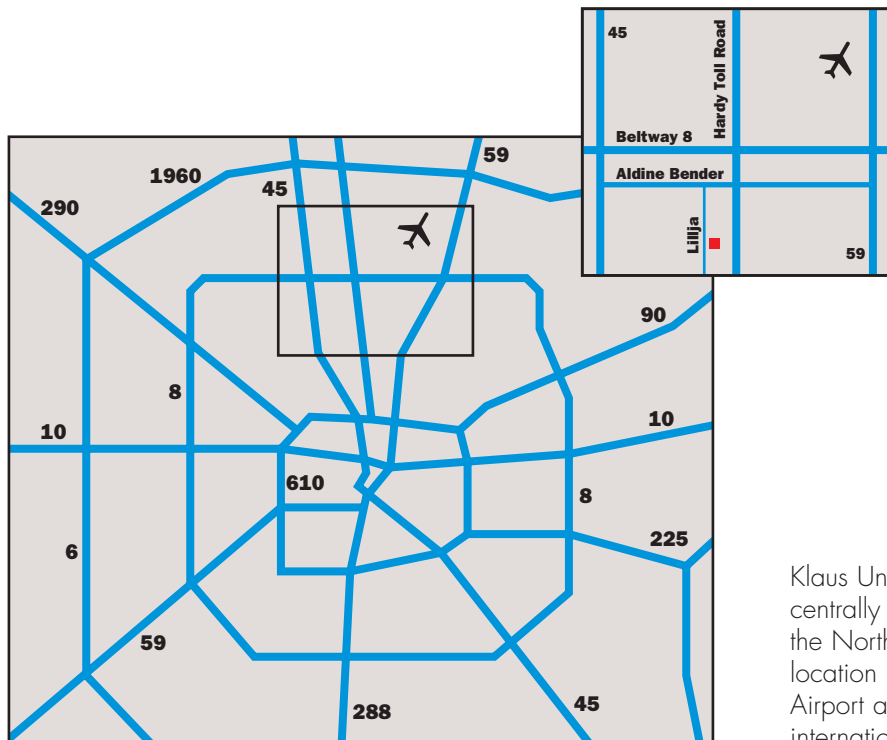 45
Hardy Toll Road
Beltway 8
Aldine Bender
Lillja
59
1960
59
45
290
90
8
10
10
610
8
6
225
59
288
45
Klaus Un
centrally
the North
location
Airport a
internatio